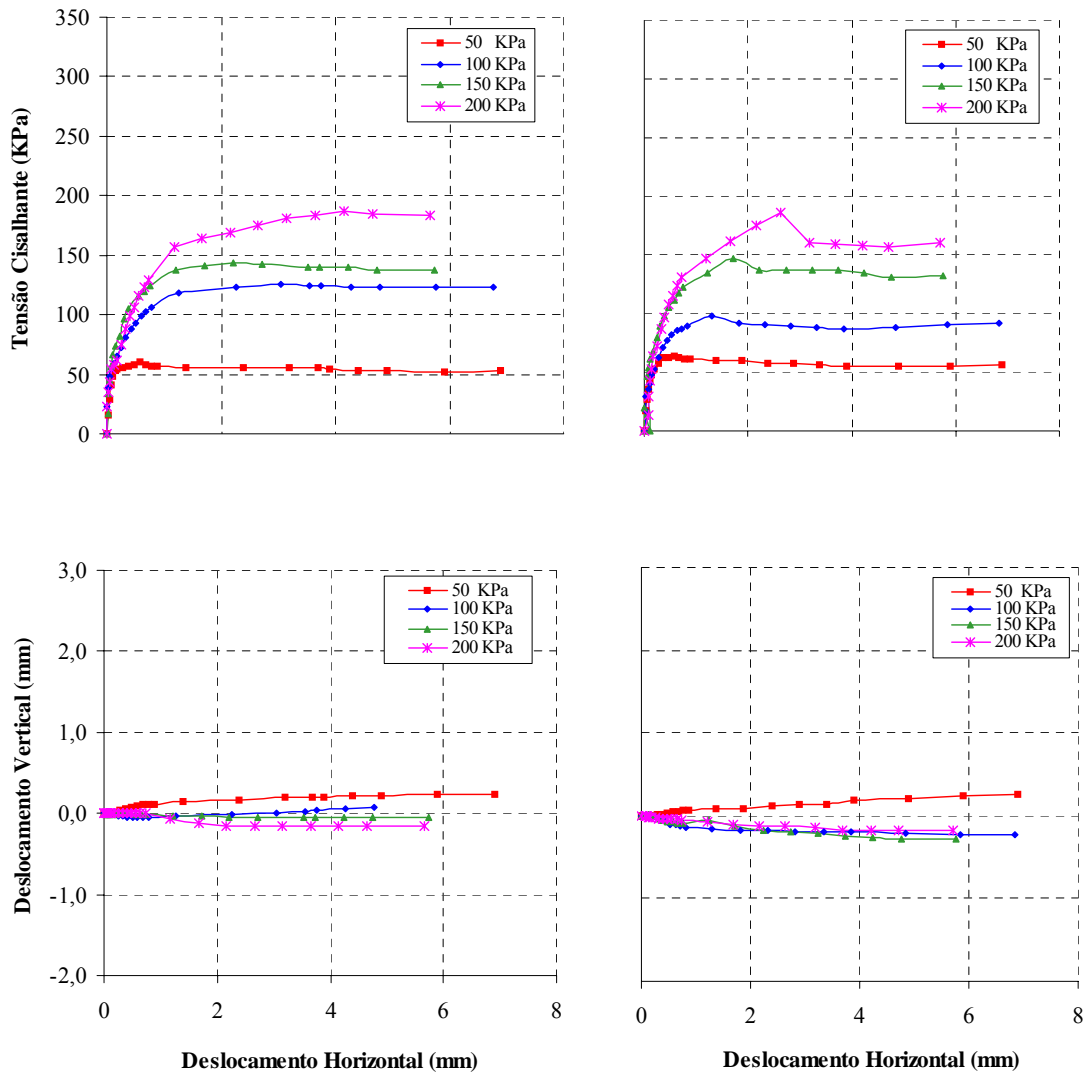 350
300
250
200
150
100
50
0
Tensão Cisalhante (KPa)
50 KPa
100 KPa
150 KPa
200 KPa
50 KPa
100 KPa
150 KPa
200 KPa
3,0
2,0
1,0
0,0
-1,0
-2,0
Deslocamento Vertical (mm)
50 KPa
100 KPa
150 KPa
200 KPa
50 KPa
100 KPa
150 KPa
200 KPa
0 2 4 6 8
Deslocamento Horizontal (mm)
0 2 4 6 8
Deslocamento Horizontal (mm)